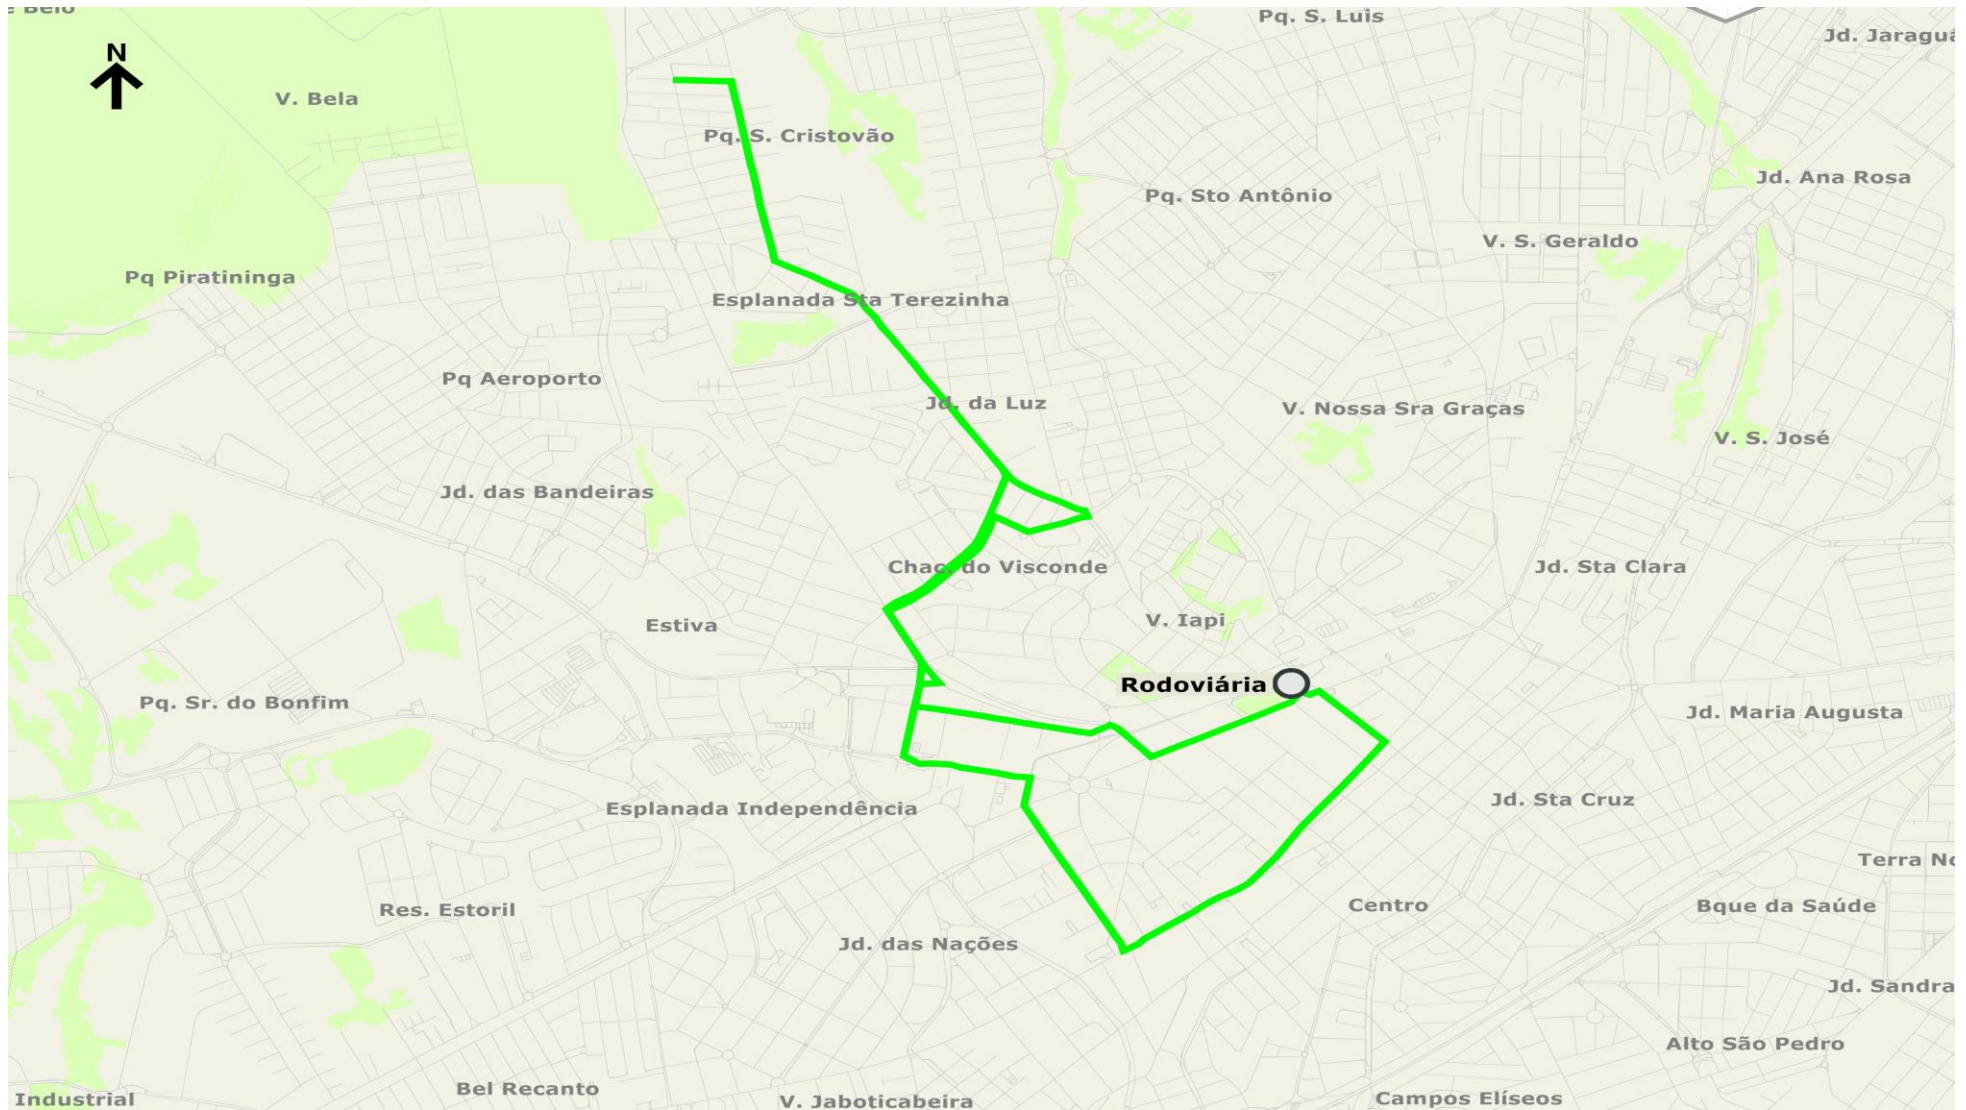 e Belo
Pq. S. Luis
Jd. Jaraguá
N
V. Bela
Pq. S. Cristovão
Jd. Ana Rosa
Pq. Sto Antônio
V. S. Geraldo
Pq Piratininga
Esplanada Sta Terezinha
Pq Aeroporto
Jd. da Luz
V. Nossa Sra Graças
V. S. José
Jd. das Bandeiras
Chac. do Visconde
Jd. Sta Clara
V. Iapi
Estiva
Rodoviária
Pq. Sr. do Bonfim
Jd. Maria Augusta
Esplanada Independência
Jd. Sta Cruz
Terra No
Centro
Bque da Saúde
Res. Estoril
Jd. das Nações
Jd. Sandra
Alto São Pedro
Bel Recanto
Industrial
V. Jaboticabeira
Campos Elíseos